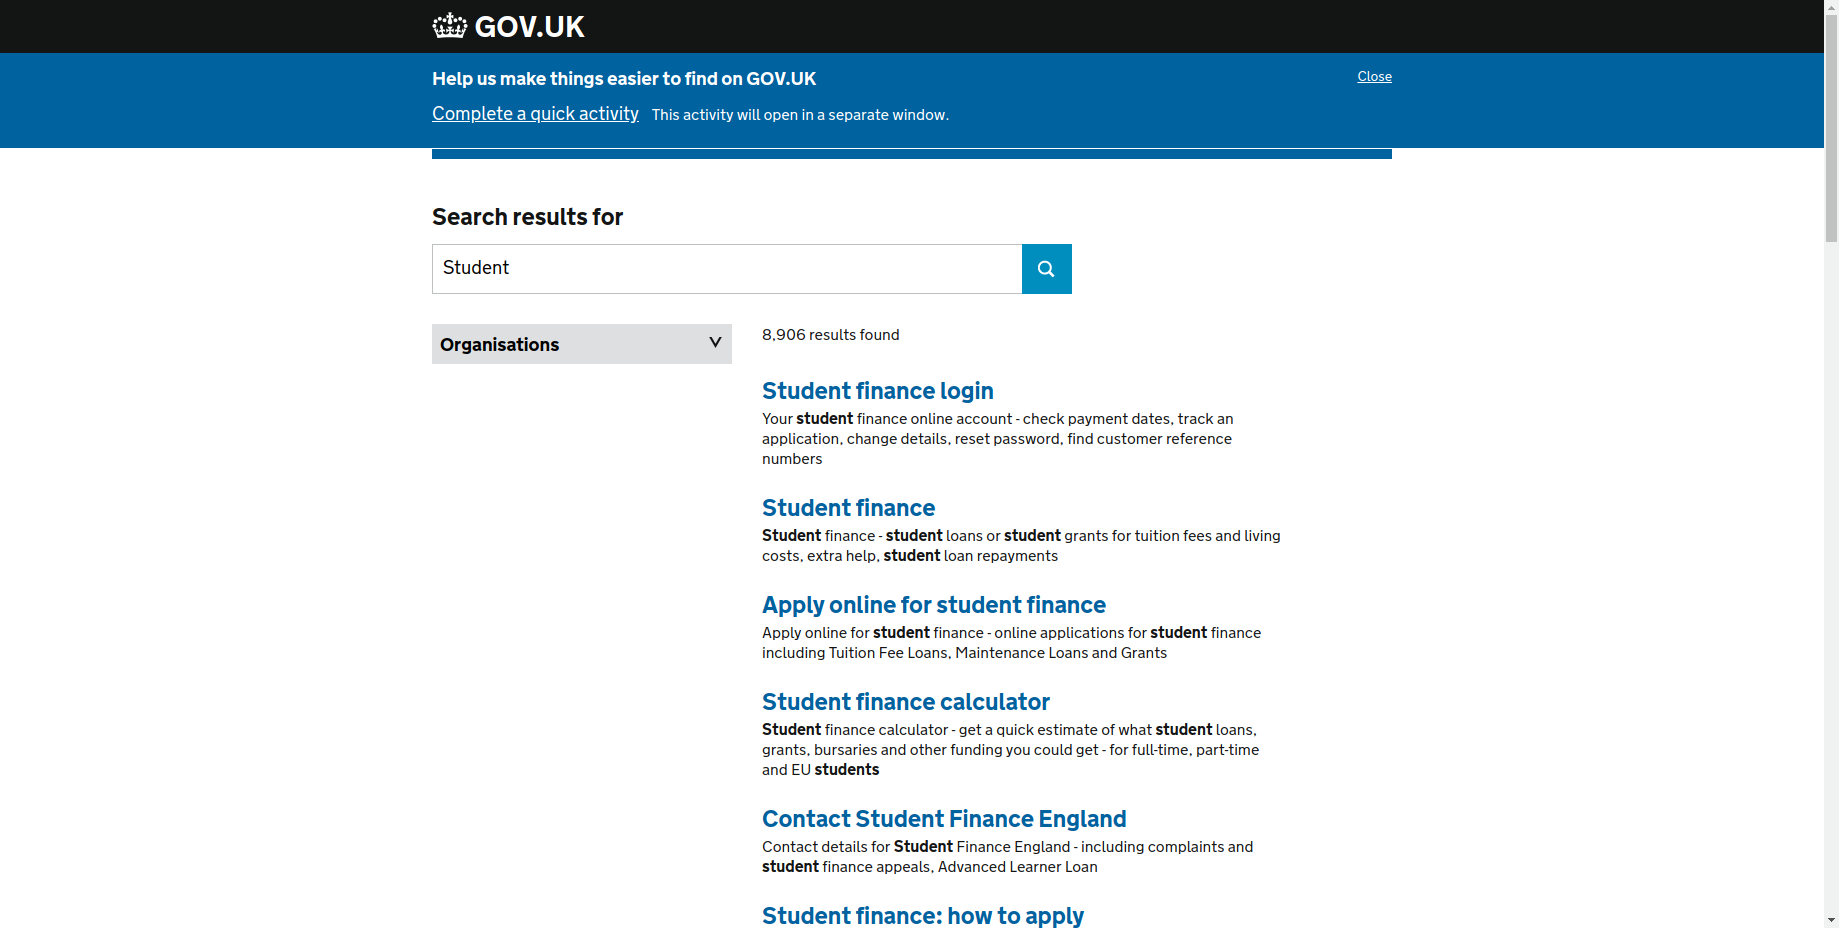 GOV.UK
Help us make things easier to find on GOV.UK
Close
Complete a quick activity This activity will open in a separate window.
Search results for
Student
Organisations
8,906 results found
Student finance login
Your student finance online account - check payment dates, track an
application, change details, reset password, find customer reference
numbers
Student finance
Student finance - student loans or student grants for tuition fees and living
costs, extra help, student loan repayments
Apply online for student finance
Apply online for student finance - online applications for student finance
including Tuition Fee Loans, Maintenance Loans and Grants
Student finance calculator
Student finance calculator - get a quick estimate of what student loans,
grants, bursaries and other funding you could get - for full-time, part-time
and EU students
Contact Student Finance England
Contact details for Student Finance England - including complaints and
student finance appeals, Advanced Learner Loan
Student finance: how to apply